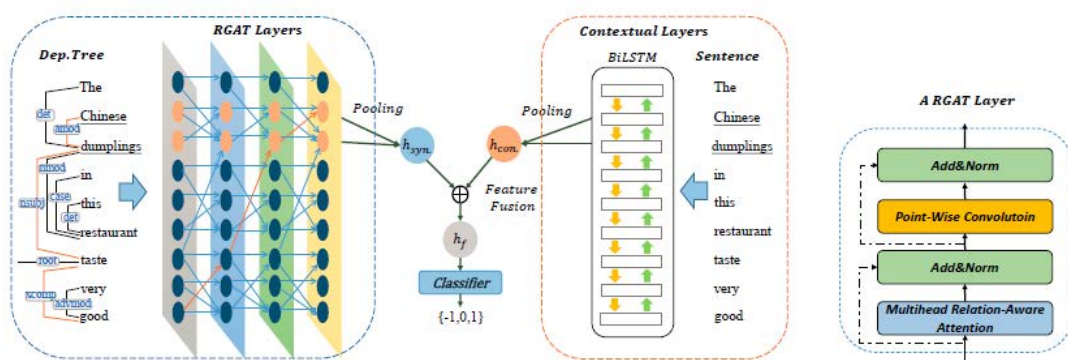 RGAT Layers
Dep.Tree
The
det
Chinese
amod
dumplings
nmod
in
case
nsubj
this
det
restaurant
root
taste
very
xcomp
advmod
good
Pooling
h_syn.
Contextual Layers
BiLSTM
Sentence
Pooling
h_con.
The
Chinese
dumplings
in
this
restaurant
taste
very
good
⊕
Feature
Fusion
h_f
Classifier
{-1,0,1}
A RGAT Layer
Add&Norm
Point-Wise Convolutoin
Add&Norm
Multihead Relation-Aware
Attention